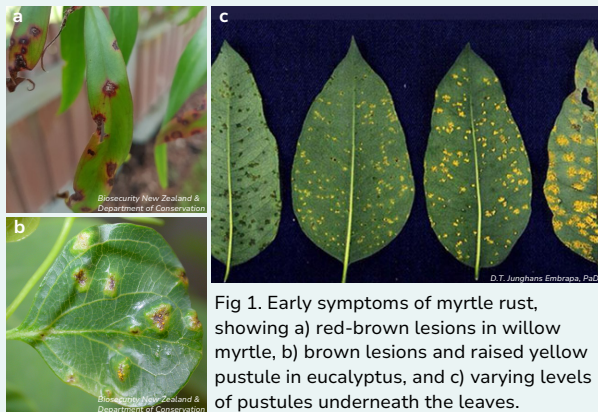 a
Biosecurity New Zealand &
Department of Conservation
b
Biosecurity New Zealand &
Department of Conservation
c
D.T. Junghans Embrapa, PaD
Fig 1. Early symptoms of myrtle rust,
showing a) red-brown lesions in willow
myrtle, b) brown lesions and raised yellow
pustule in eucalyptus, and c) varying levels
of pustules underneath the leaves.